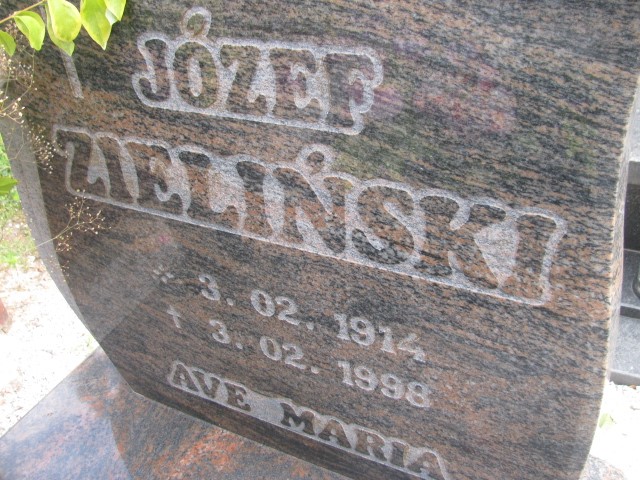 JÓZEF
ZIELIŃSKI
* 3. 02. 1914
† 3. 02. 1998
AVE MARIA